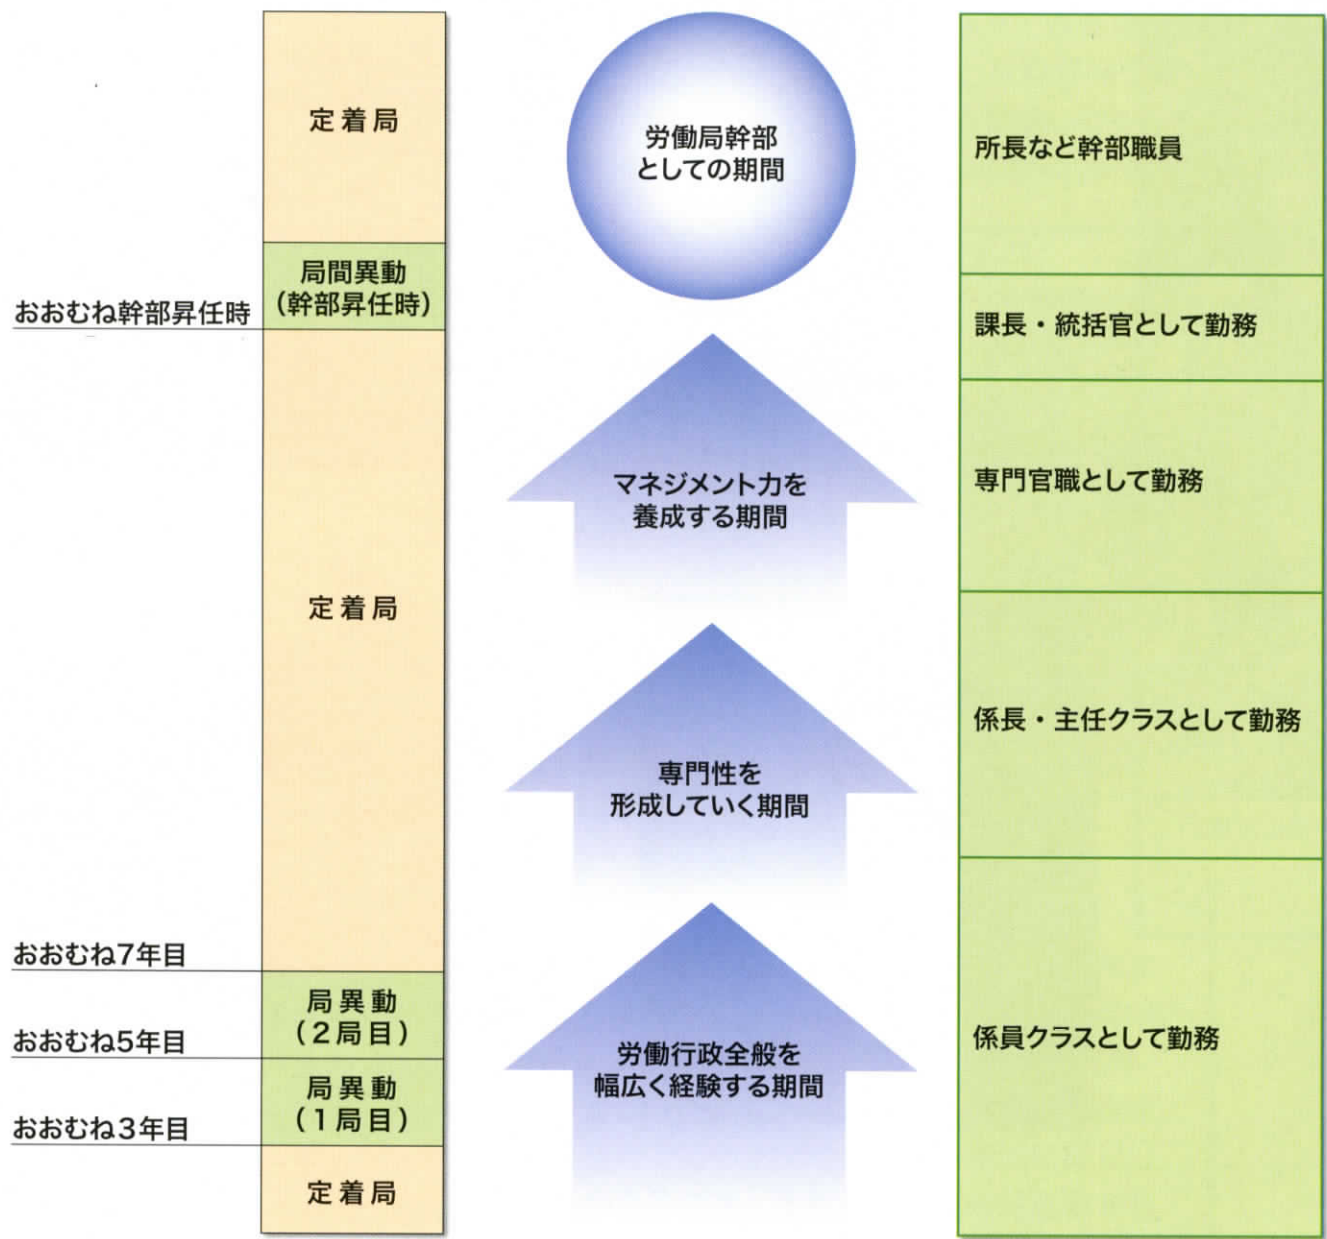 定着局
局間異動
(幹部昇任時)
おおむね幹部昇任時
定着局
おおむね7年目
局異動
(2局目)
おおむね5年目
局異動
(1局目)
おおむね3年目
定着局
労働局幹部
としての期間
マネジメント力を
養成する期間
専門性を
形成していく期間
労働行政全般を
幅広く経験する期間
所長など幹部職員
課長・統括官として勤務
専門官職として勤務
係長・主任クラスとして勤務
係員クラスとして勤務